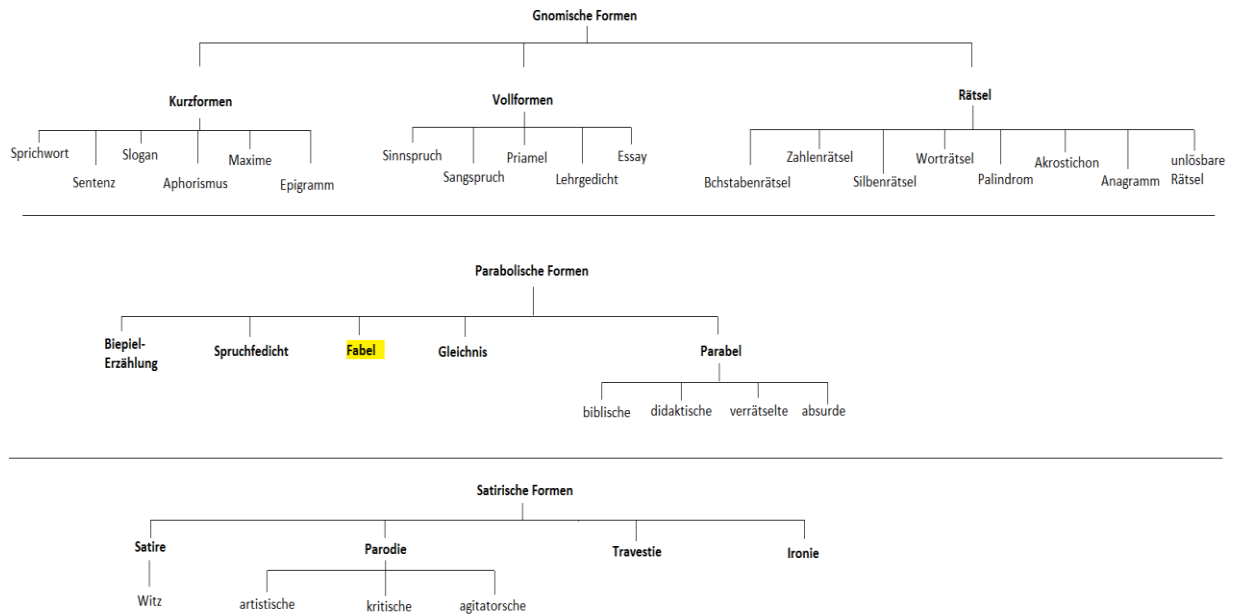 Gnomische Formen
Kurzformen
Vollformen
Rätsel
Sprichwort
Sentenz
Slogan
Aphorismus
Maxime
Epigramm
Sinnspruch
Sangspruch
Priamel
Lehrgedicht
Essay
Bchstabenrätsel
Zahlenrätsel
Silbenrätsel
Worträtsel
Palindrom
Akrostichon
Anagramm
unlösbare
Rätsel
Parabolische Formen
Biepiel-
Erzählung
Spruchfedicht
Fabel
Gleichnis
Parabel
biblische
didaktische
verrätselte
absurde
Satirische Formen
Satire
Parodie
Travestie
Ironie
Witz
artistische
kritische
agitatorsche